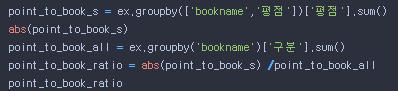 point_to_book_s = ex.groupby(['bookname','평점'])['평점'].sum()
abs(point_to_book_s)
point_to_book_all = ex.groupby('bookname')['구분'].sum()
point_to_book_ratio = abs(point_to_book_s) /point_to_book_all
point_to_book_ratio